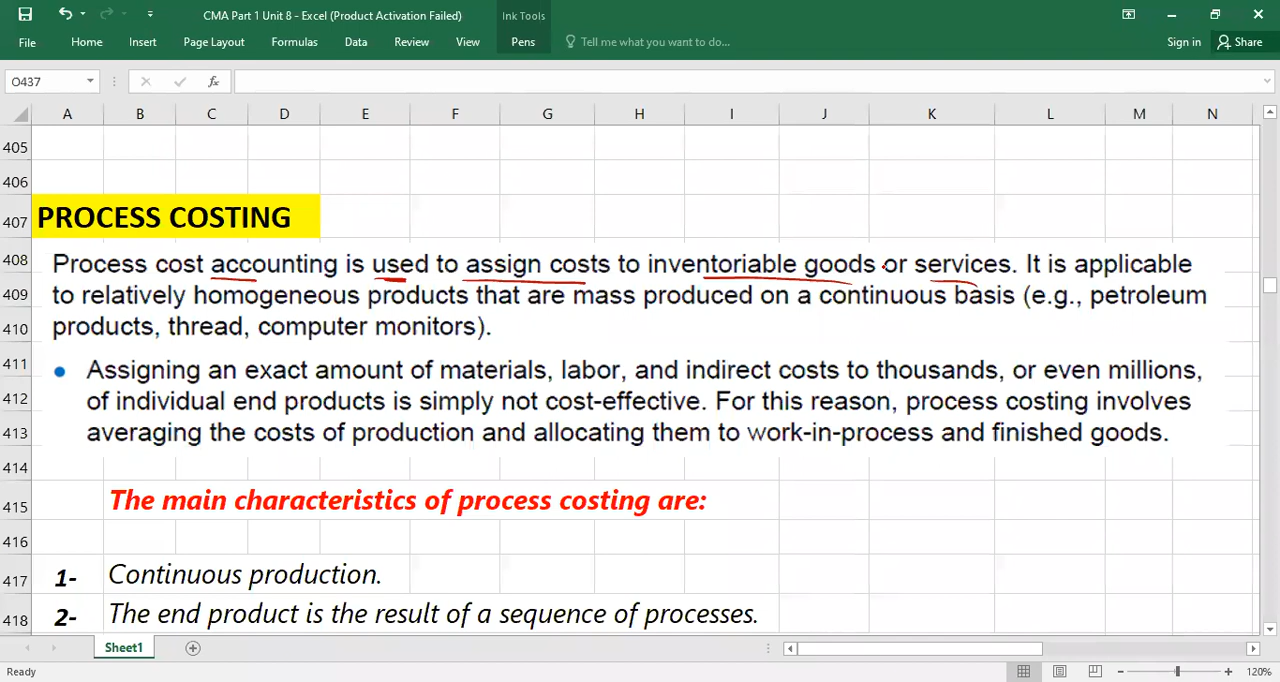 CMA Part 1 Unit 8 - Excel (Product Activation Failed)
Ink Tools
File
Home
Insert
Page Layout
Formulas
Data
Review
View
Pens
Tell me what you want to do...
Sign in
Share
O437
fx
A B C D E F G H I J K L M N
405
406
407 PROCESS COSTING
408 Process cost accounting is used to assign costs to inventoriable goods or services. It is applicable
409 to relatively homogeneous products that are mass produced on a continuous basis (e.g., petroleum
410 products, thread, computer monitors).
411 • Assigning an exact amount of materials, labor, and indirect costs to thousands, or even millions,
412 of individual end products is simply not cost-effective. For this reason, process costing involves
413 averaging the costs of production and allocating them to work-in-process and finished goods.
414
415 The main characteristics of process costing are:
416
417 1- Continuous production.
418 2- The end product is the result of a sequence of processes.
Sheet1
Ready
120%